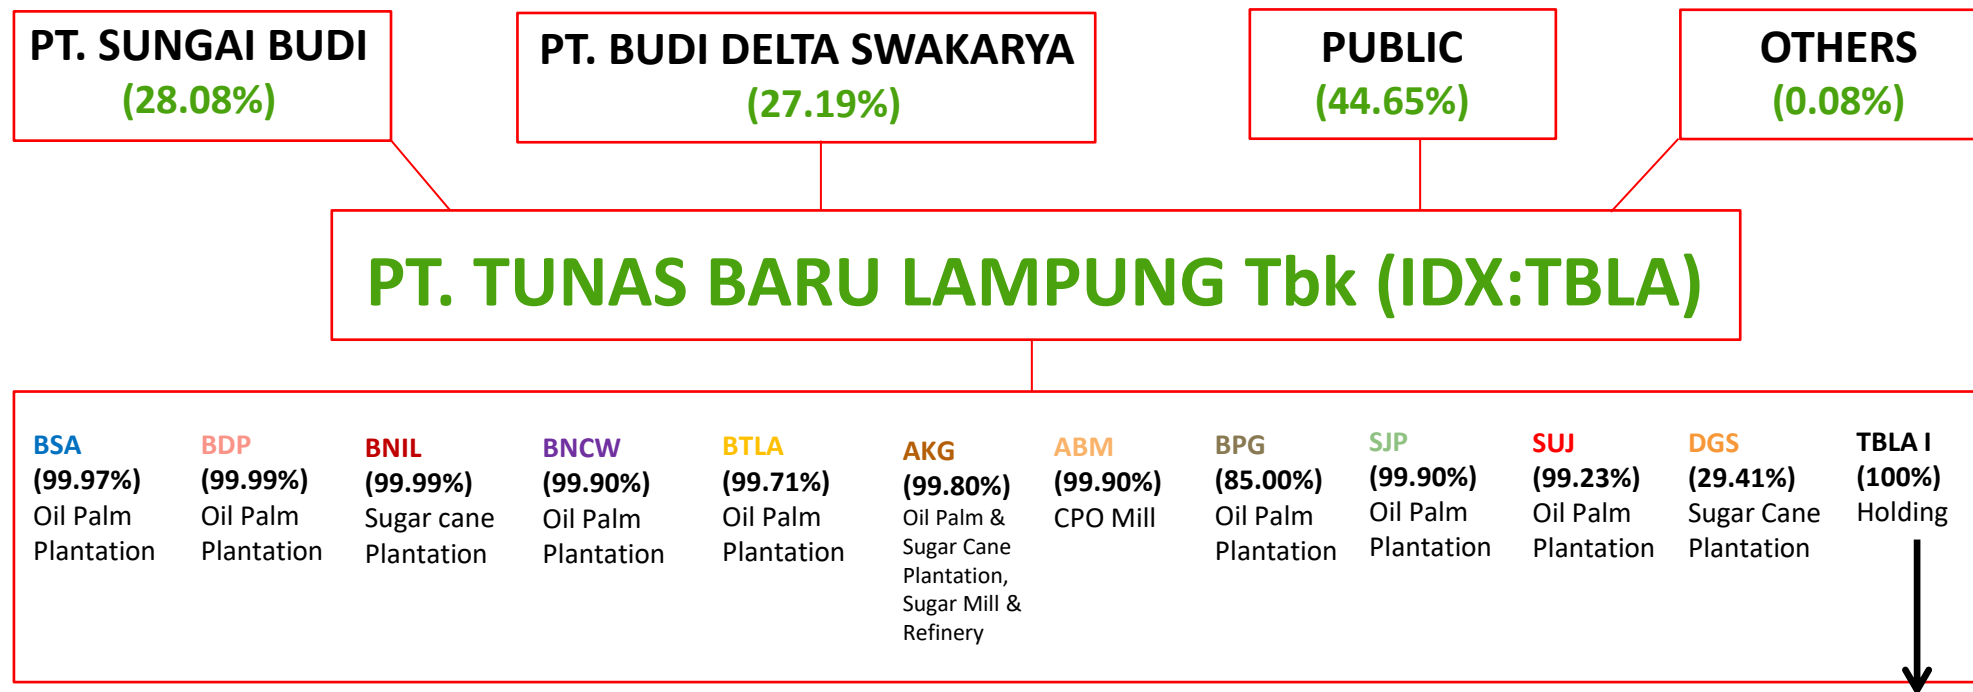 PT. SUNGAI BUDI
(28.08%)
PT. BUDI DELTA SWAKARYA
(27.19%)
PUBLIC
(44.65%)
OTHERS
(0.08%)
PT. TUNAS BARU LAMPUNG Tbk (IDX:TBLA)
BSA
(99.97%)
Oil Palm
Plantation
BDP
(99.99%)
Oil Palm
Plantation
BNIL
(99.99%)
Sugar cane
Plantation
BNCW
(99.90%)
Oil Palm
Plantation
BTLA
(99.71%)
Oil Palm
Plantation
AKG
(99.80%)
Oil Palm &
Sugar Cane
Plantation,
Sugar Mill &
Refinery
ABM
(99.90%)
CPO Mill
BPG
(85.00%)
Oil Palm
Plantation
SJP
(99.90%)
Oil Palm
Plantation
SUJ
(99.23%)
Oil Palm
Plantation
DGS
(29.41%)
Sugar Cane
Plantation
TBLA I
(100%)
Holding